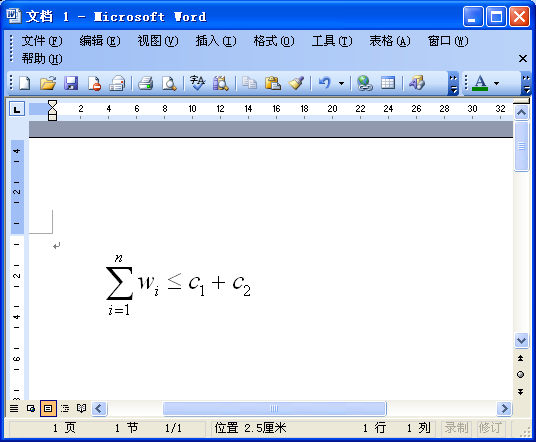 文档 1 - Microsoft Word
文件(F) 编辑(E) 视图(V) 插入(I) 格式(O) 工具(T) 表格(A) 窗口(W)
帮助(H)
2 4 6 8 10 12 14 16 18 20 22 24 26 28 30 32
n
∑ wᵢ ≤ c₁ + c₂
i=1
1 页 1 节 1/1 位置 2.5厘米 1 行 1 列 录制 修订